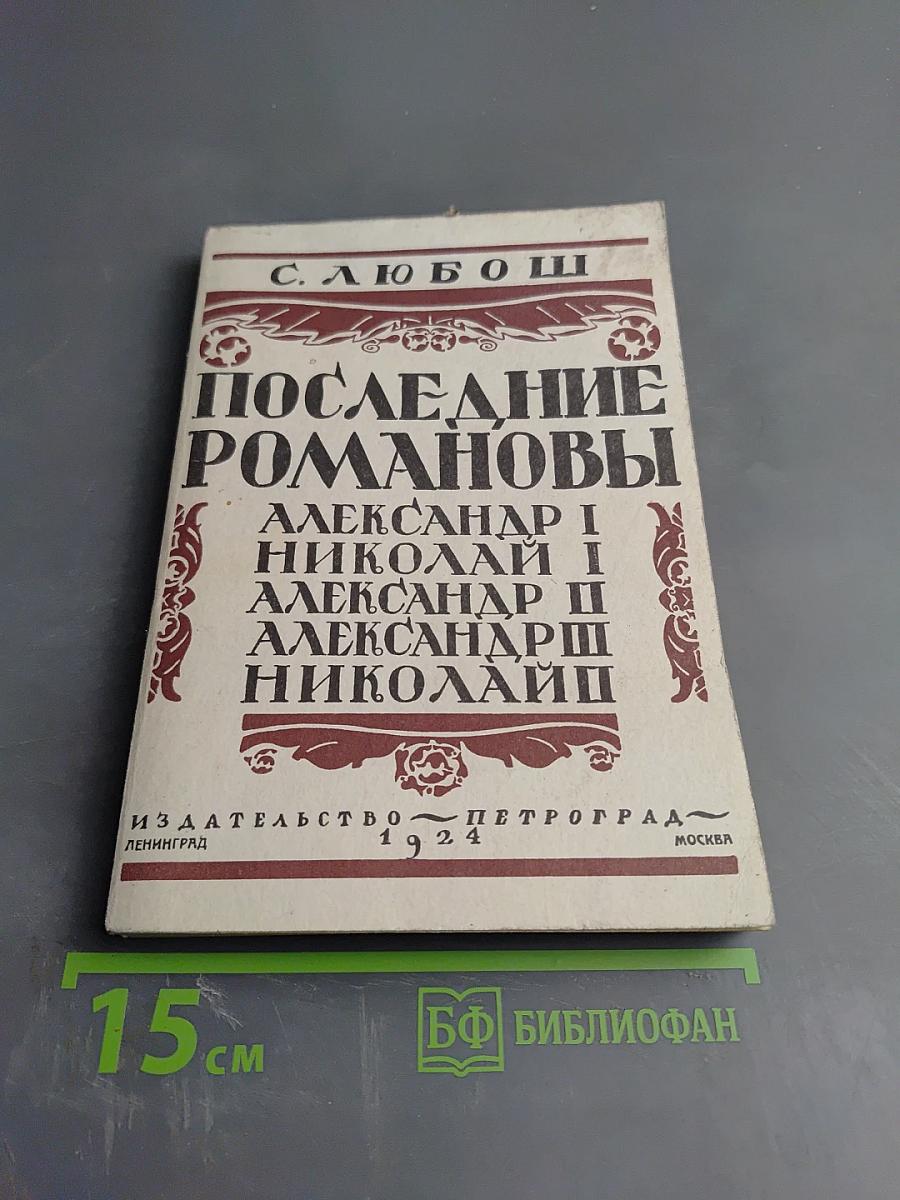 С. ЛЮБОШ
ПОСЛЕДНИЕ
РОМАНОВЫ
АЛЕКСАНДР I
НИКОЛАЙ I
АЛЕКСАНДР II
АЛЕКСАНДР III
НИКОЛАЙ II
ИЗДАТЕЛЬСТВО ~ ПЕТРОГРАД ~
ЛЕНИНГРАД 1924 МОСКВА
15 см БФ БИБЛИОФАН